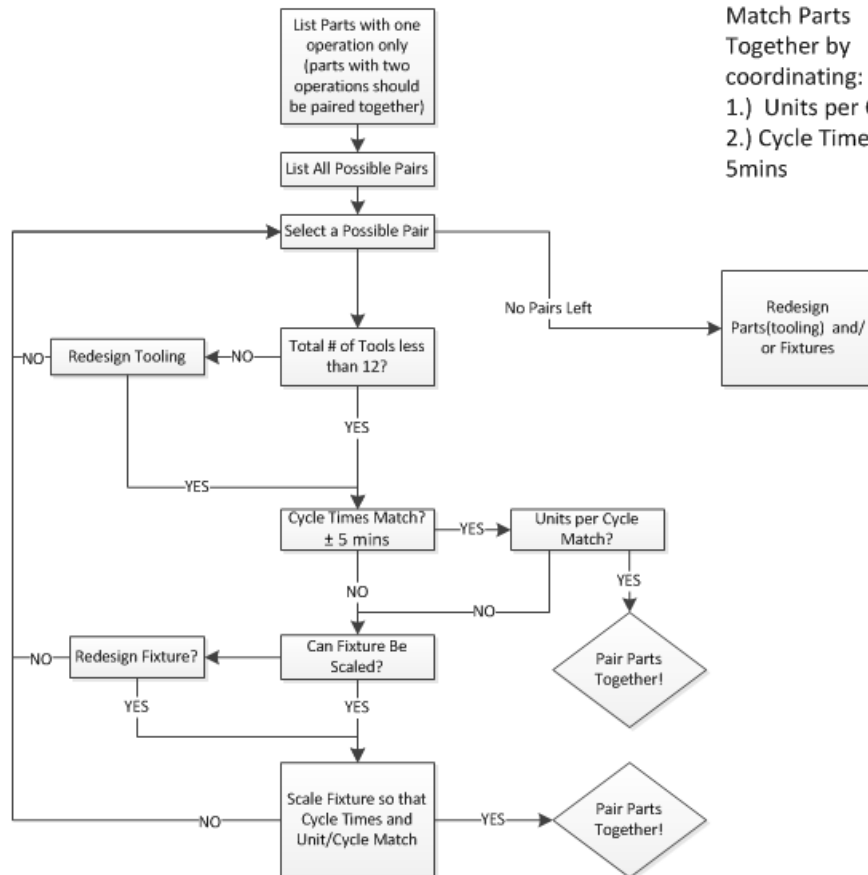 List Parts with one
operation only
(parts with two
operations should
be paired together)
Match Parts
Together by
coordinating:
1.) Units per
2.) Cycle Time
5mins
List All Possible Pairs
Select a Possible Pair
No Pairs Left
Redesign
Parts(tooling) and/
or Fixtures
NO
Redesign Tooling
NO
Total # of Tools less
than 12?
YES
YES
Cycle Times Match?
± 5 mins
YES
Units per Cycle
Match?
YES
NO
NO
Pair Parts
Together!
NO
Redesign Fixture?
Can Fixture Be
Scaled?
YES
YES
Scale Fixture so that
Cycle Times and
Unit/Cycle Match
NO
YES
Pair Parts
Together!